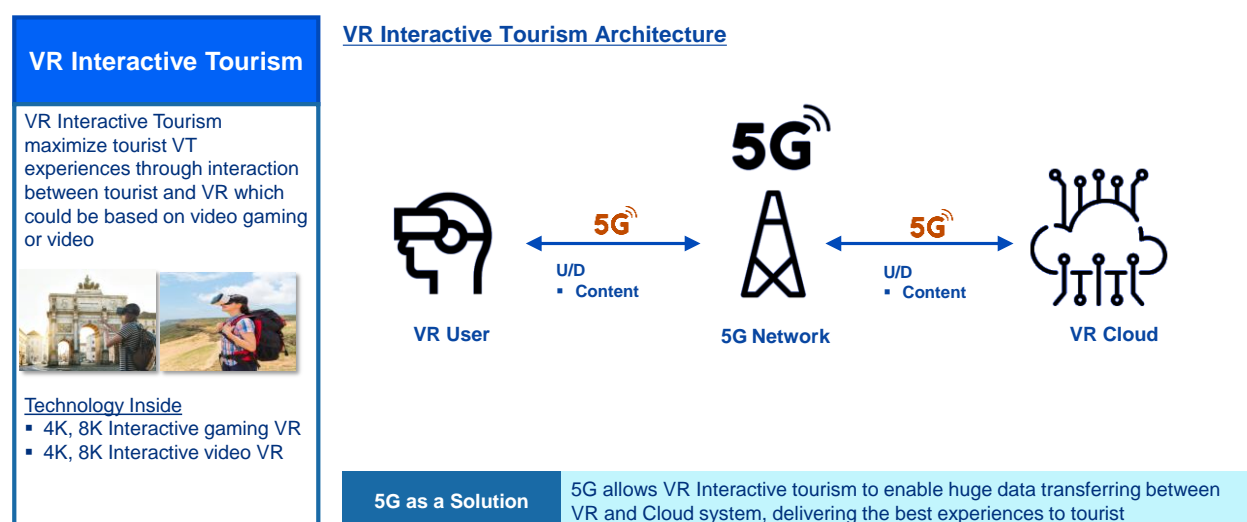 VR Interactive Tourism
VR Interactive Tourism
maximize tourist VT
experiences through interaction
between tourist and VR which
could be based on video gaming
or video
Technology Inside
▪ 4K, 8K Interactive gaming VR
▪ 4K, 8K Interactive video VR
VR Interactive Tourism Architecture
5G
5G
5G
U/D
▪ Content
U/D
▪ Content
VR User
5G Network
VR Cloud
5G as a Solution
5G allows VR Interactive tourism to enable huge data transferring between
VR and Cloud system, delivering the best experiences to tourist